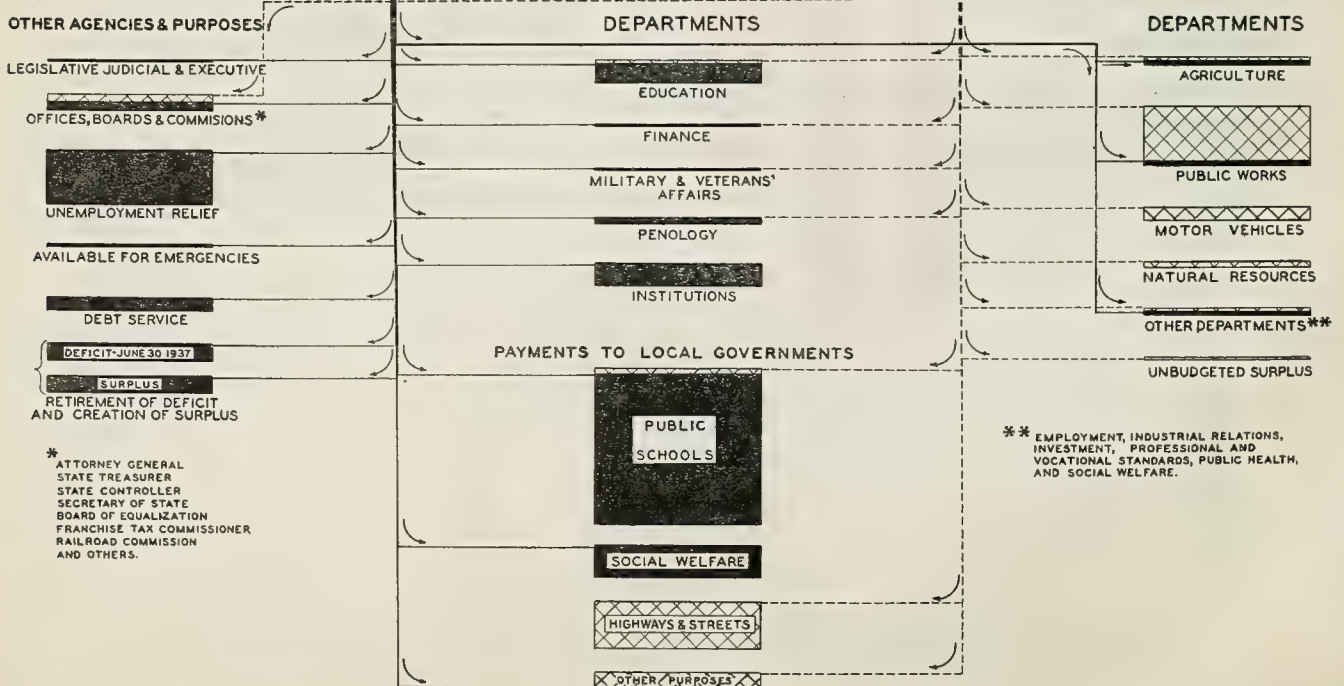 OTHER AGENCIES & PURPOSES
LEGISLATIVE JUDICIAL & EXECUTIVE
OFFICES, BOARDS & COMMISIONS*
UNEMPLOYMENT RELIEF
AVAILABLE FOR EMERGENCIES
DEBT SERVICE
DEFICIT-JUNE 30 1937
SURPLUS
RETIREMENT OF DEFICIT
AND CREATION OF SURPLUS
*
ATTORNEY GENERAL
STATE TREASURER
STATE CONTROLLER
SECRETARY OF STATE
BOARD OF EQUALIZATION
FRANCHISE TAX COMMISSIONER
RAILROAD COMMISSION
AND OTHERS.
DEPARTMENTS
EDUCATION
FINANCE
MILITARY & VETERANS'
AFFAIRS
PENOLOGY
INSTITUTIONS
PAYMENTS TO LOCAL GOVERNMENTS
PUBLIC
SCHOOLS
SOCIAL WELFARE
HIGHWAYS & STREETS
OTHER PURPOSES
DEPARTMENTS
AGRICULTURE
PUBLIC WORKS
MOTOR VEHICLES
NATURAL RESOURCES
OTHER DEPARTMENTS**
UNBUDGETED SURPLUS
** EMPLOYMENT, INDUSTRIAL RELATIONS,
INVESTMENT, PROFESSIONAL AND
VOCATIONAL STANDARDS, PUBLIC HEALTH,
AND SOCIAL WELFARE.